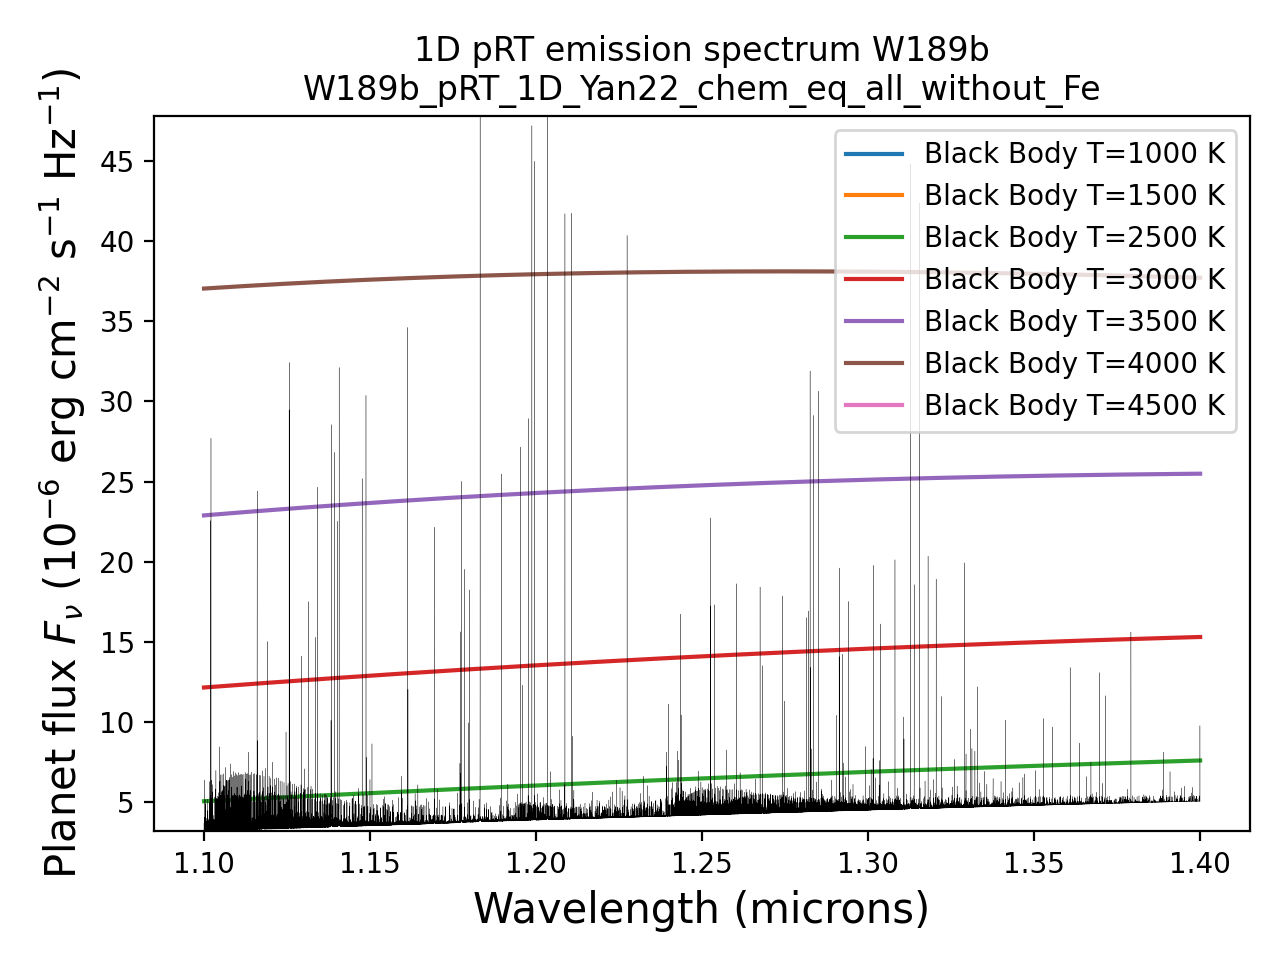 1D pRT emission spectrum W189b
W189b_pRT_1D_Yan22_chem_eq_all_without_Fe
Planet flux $F_\nu$ (10⁻⁶ erg cm⁻² s⁻¹ Hz⁻¹)
45
40
35
30
25
20
15
10
5
Black Body T=1000 K
Black Body T=1500 K
Black Body T=2500 K
Black Body T=3000 K
Black Body T=3500 K
Black Body T=4000 K
Black Body T=4500 K
1.10 1.15 1.20 1.25 1.30 1.35 1.40
Wavelength (microns)